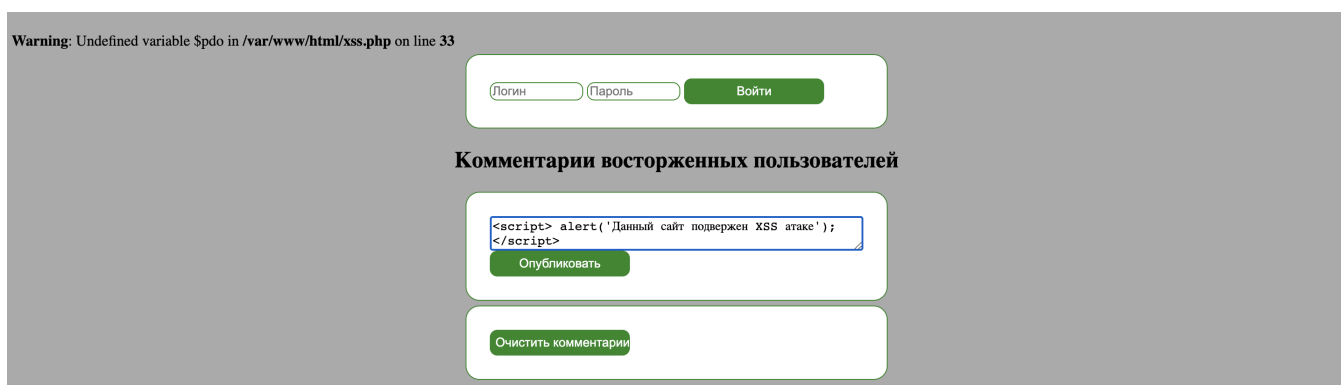 Warning: Undefined variable $pdo in /var/www/html/xss.php on line 33
Логин Пароль Войти
Комментарии восторженных пользователей
<script> alert('Данный сайт подвержен XSS атаке');
</script>
Опубликовать
Очистить комментарии